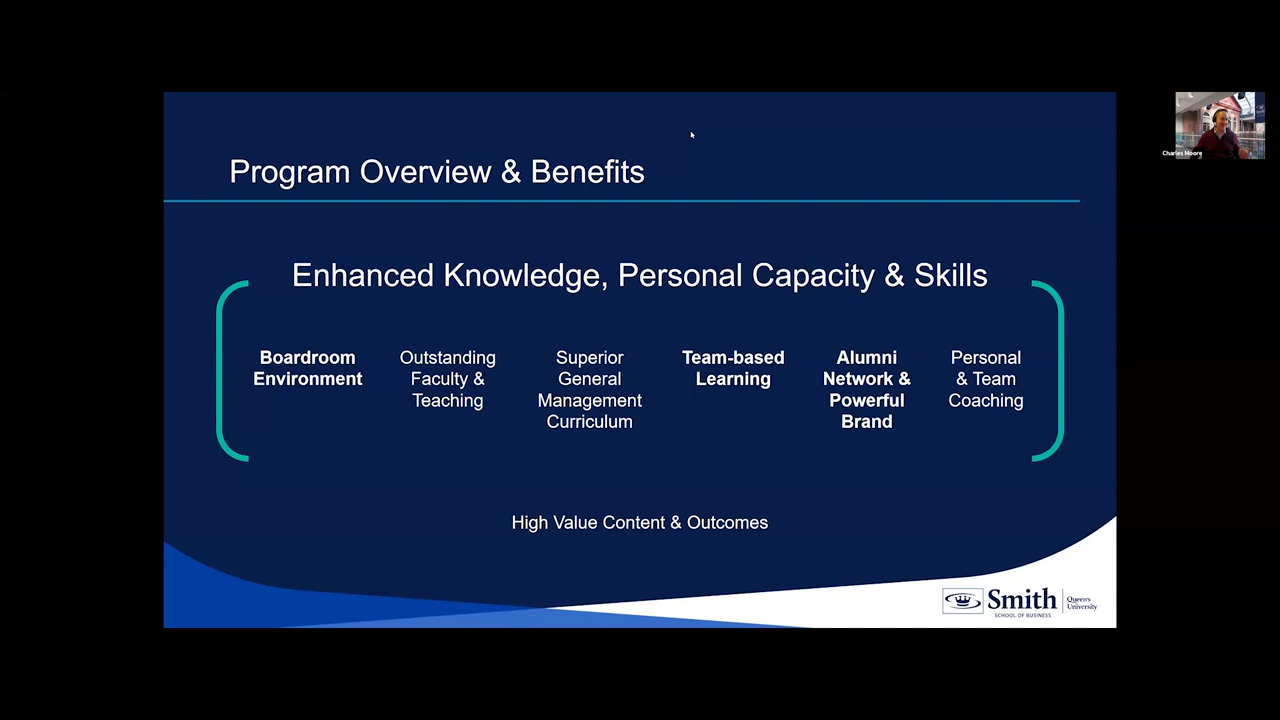 Program Overview & Benefits
Charles Moore
Enhanced Knowledge, Personal Capacity & Skills
Boardroom
Environment
Outstanding
Faculty &
Teaching
Superior
General
Management
Curriculum
Team-based
Learning
Alumni
Network &
Powerful
Brand
Personal
& Team
Coaching
High Value Content & Outcomes
Smith
SCHOOL OF BUSINESS
Queen's
University